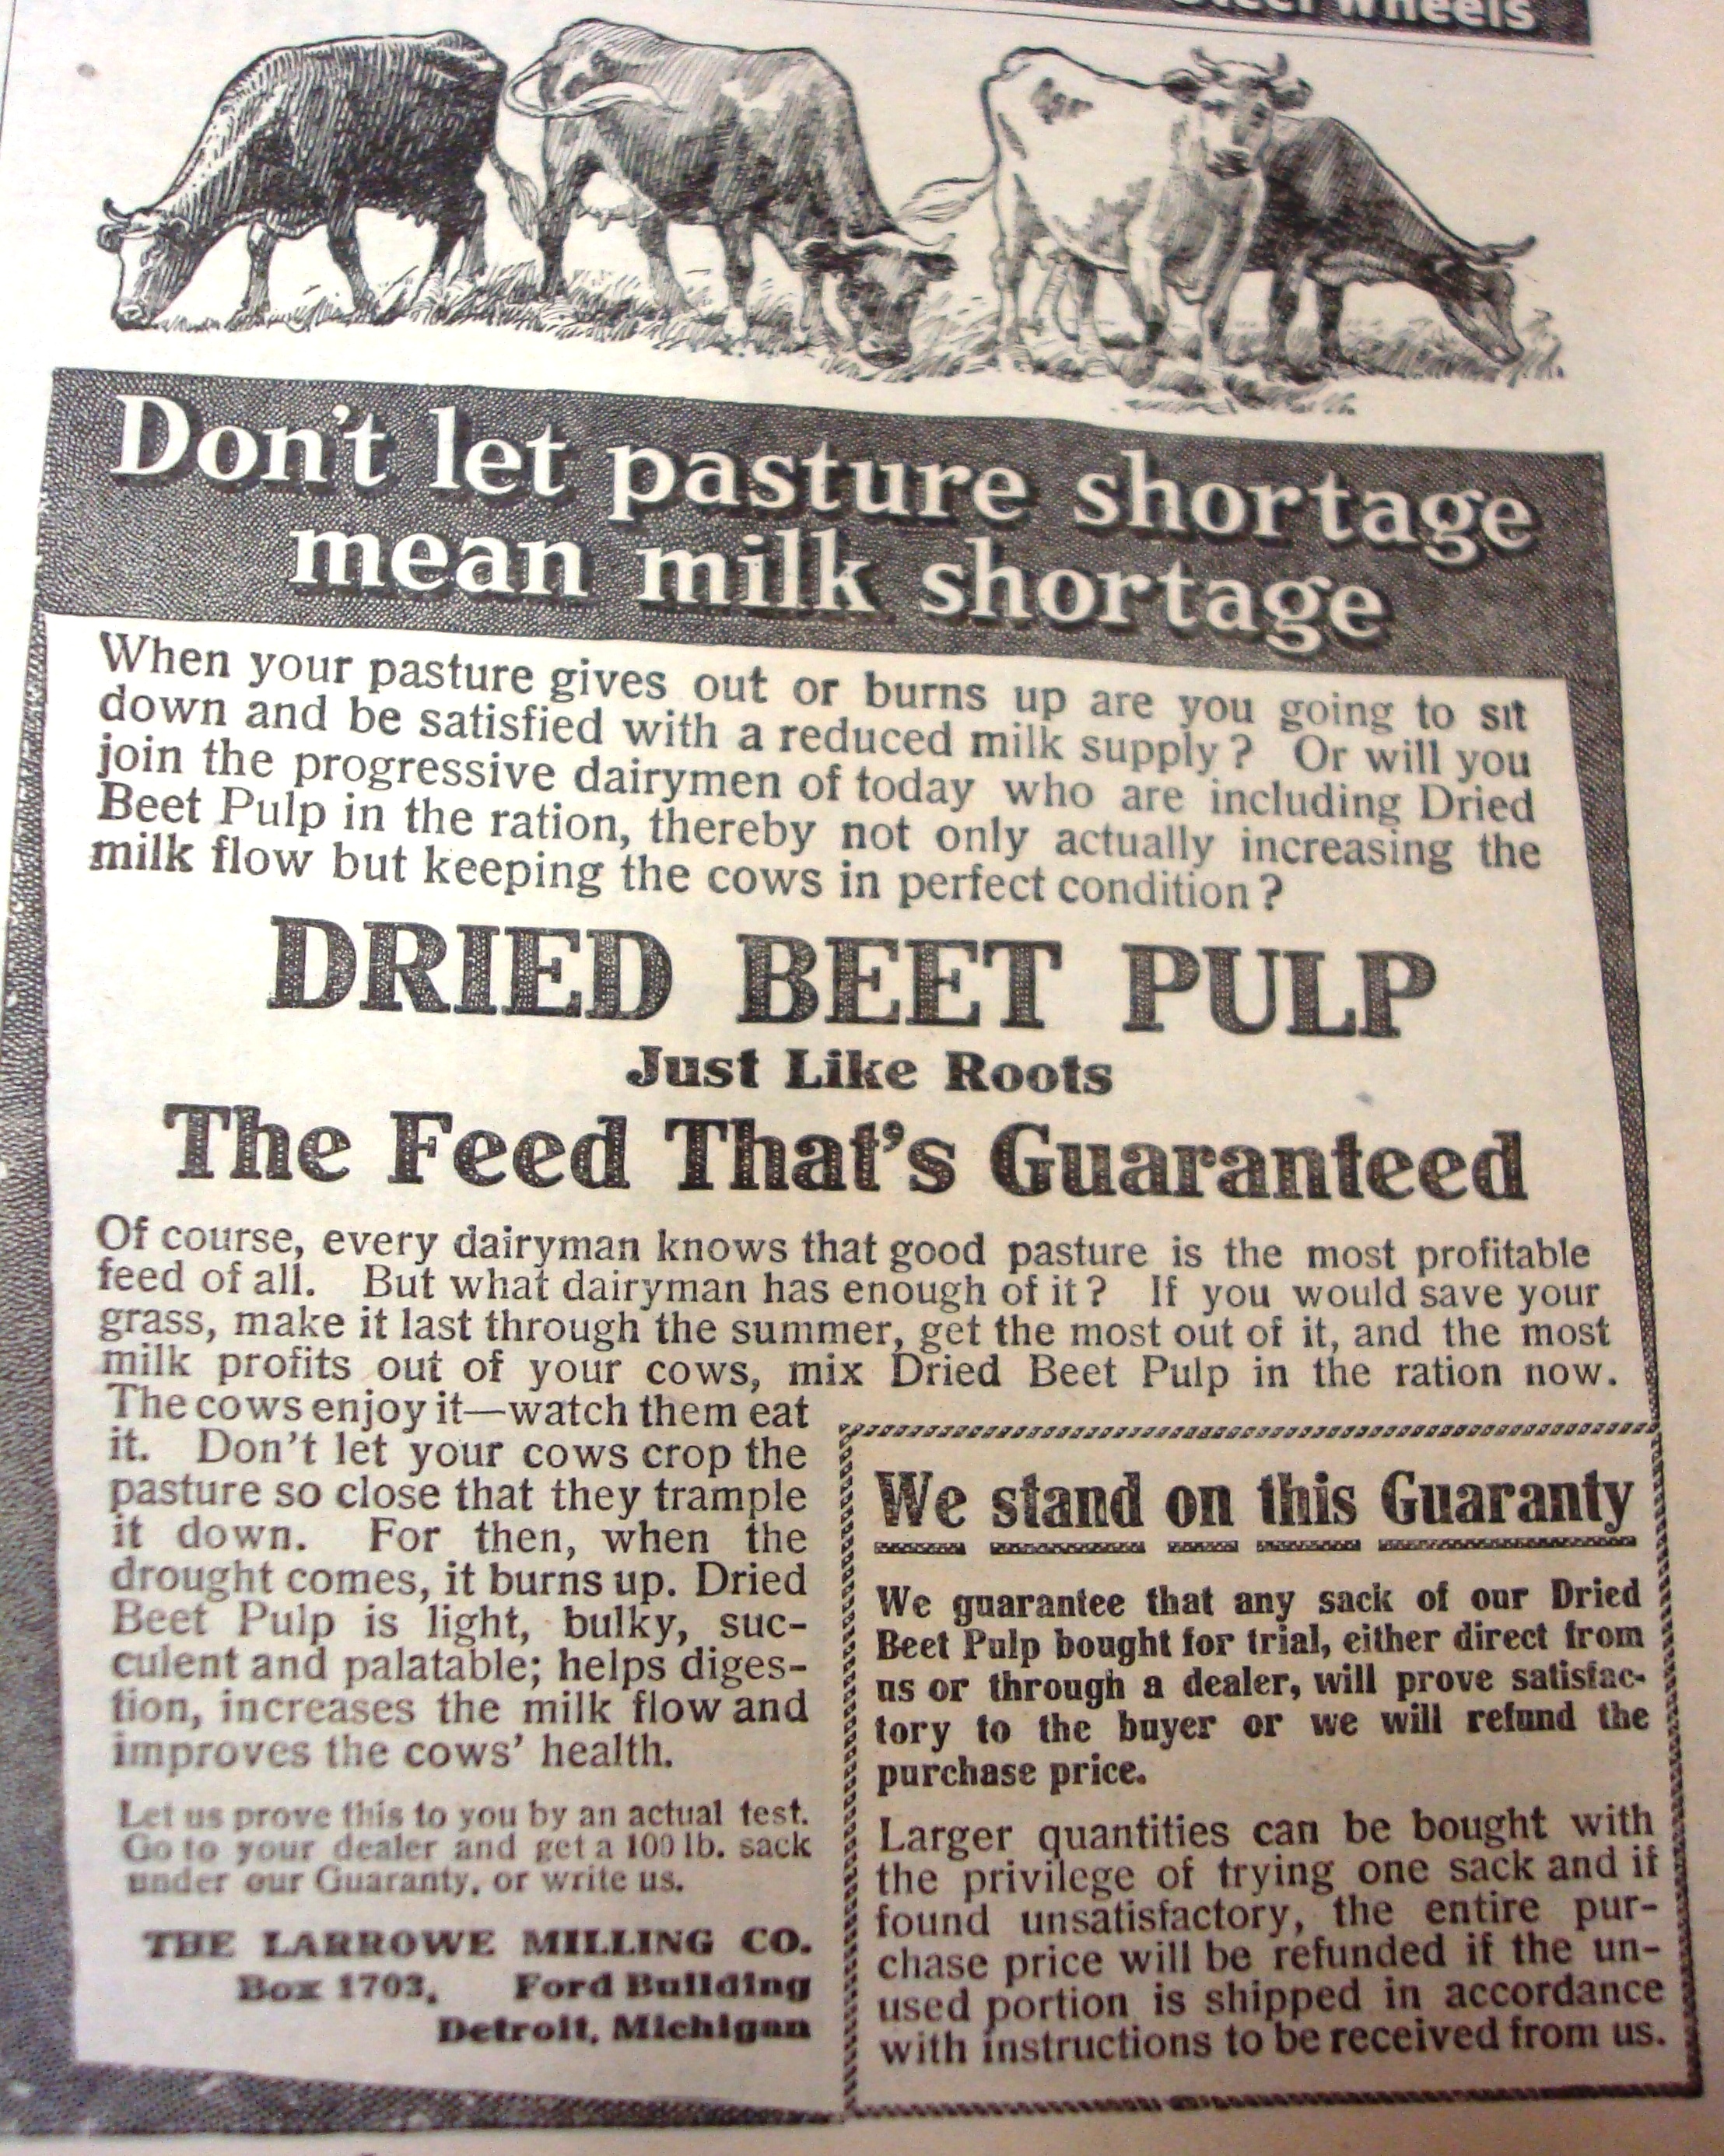 Steel Wheels
Don't let pasture shortage
mean milk shortage
When your pasture gives out or burns up are you going to sit
down and be satisfied with a reduced milk supply? Or will you
join the progressive dairymen of today who are including Dried
Beet Pulp in the ration, thereby not only actually increasing the
milk flow but keeping the cows in perfect condition?
DRIED BEET PULP
Just Like Roots
The Feed That's Guaranteed
Of course, every dairyman knows that good pasture is the most profitable
feed of all. But what dairyman has enough of it? If you would save your
grass, make it last through the summer, get the most out of it, and the most
milk profits out of your cows, mix Dried Beet Pulp in the ration now.
The cows enjoy it—watch them eat
it. Don't let your cows crop the
pasture so close that they trample
it down. For then, when the
drought comes, it burns up. Dried
Beet Pulp is light, bulky, suc-
culent and palatable; helps diges-
tion, increases the milk flow and
improves the cows' health.
Let us prove this to you by an actual test.
Go to your dealer and get a 100 lb. sack
under our Guaranty, or write us.
THE LARROWE MILLING CO.
Box 1703, Ford Building
Detroit, Michigan
We stand on this Guaranty
We guarantee that any sack of our Dried
Beet Pulp bought for trial, either direct from
us or through a dealer, will prove satisfac-
tory to the buyer or we will refund the
purchase price.
Larger quantities can be bought with
the privilege of trying one sack and if
found unsatisfactory, the entire pur-
chase price will be refunded if the un-
used portion is shipped in accordance
with instructions to be received from us.